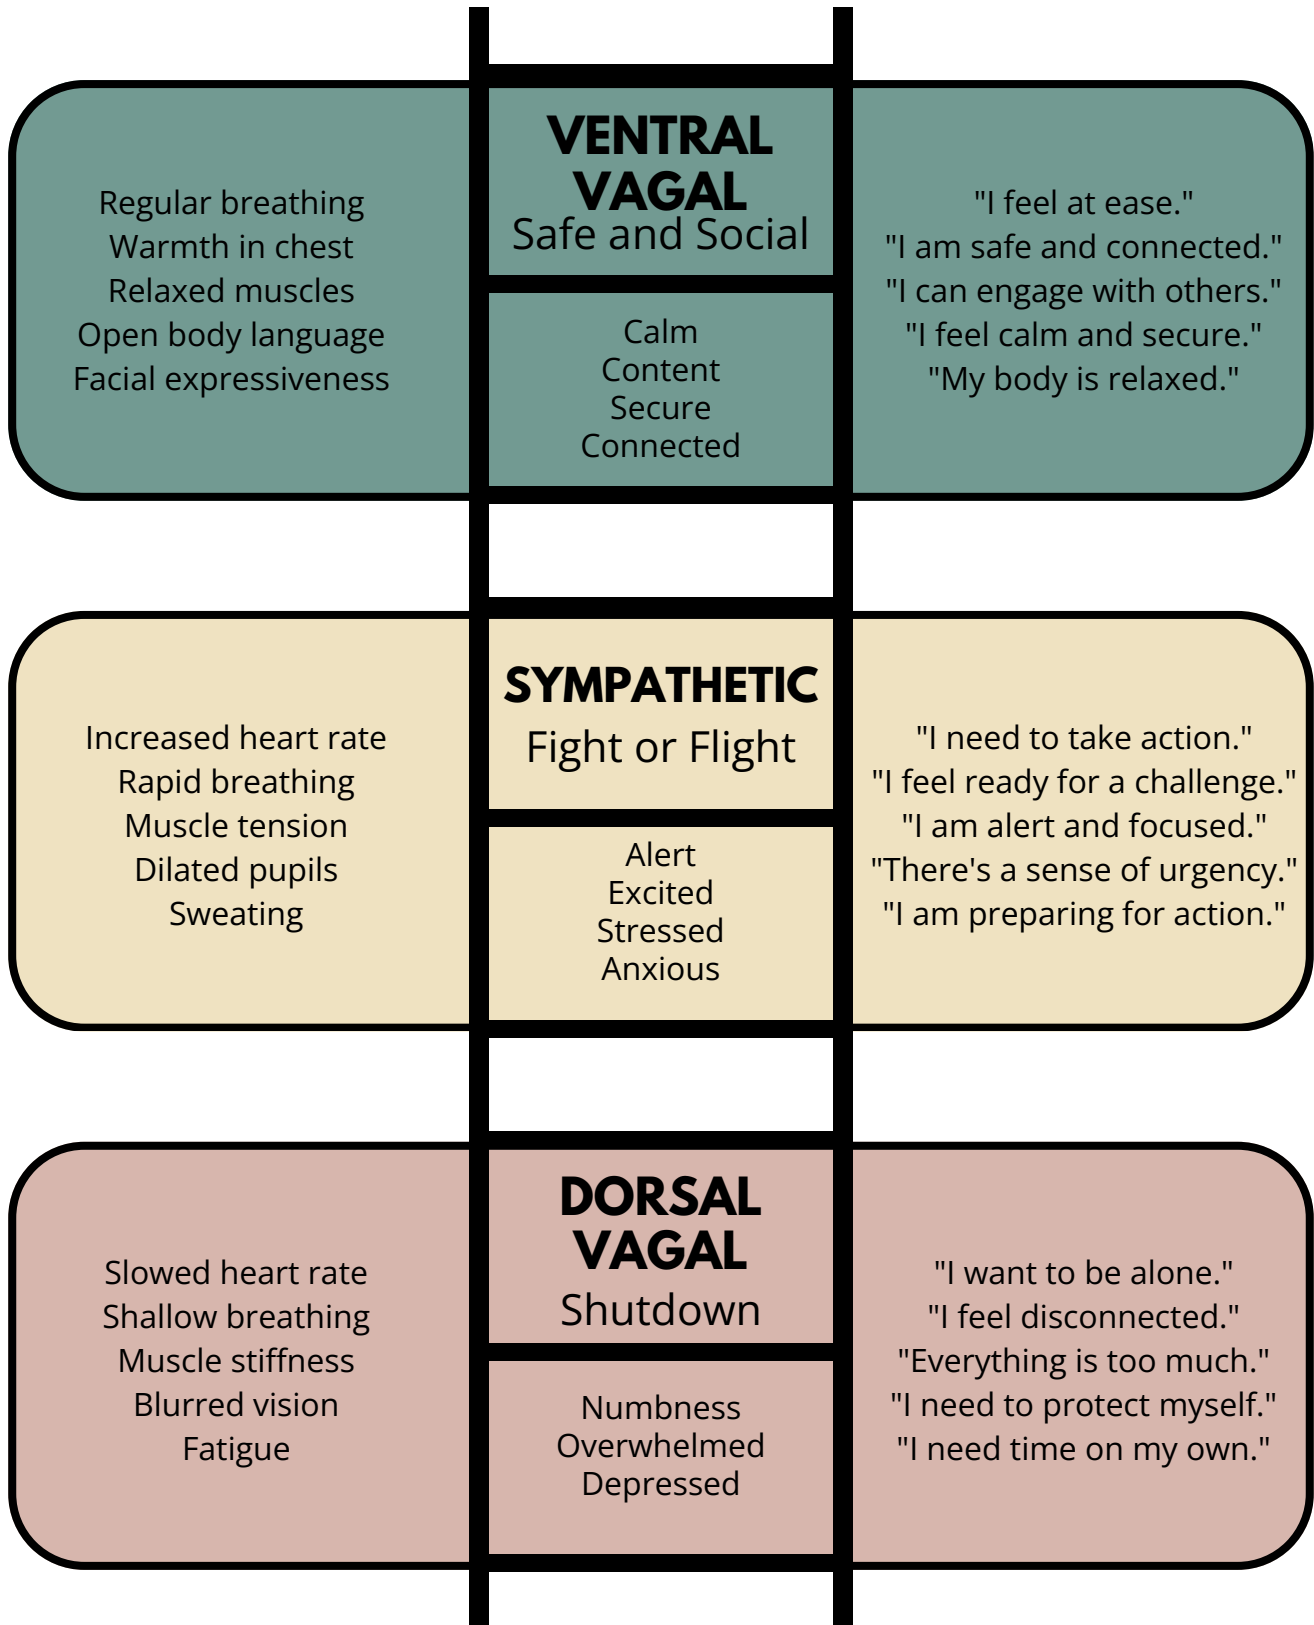 VENTRAL
VAGAL
Safe and Social
Regular breathing
Warmth in chest
Relaxed muscles
Open body language
Facial expressiveness
Calm
Content
Secure
Connected
"I feel at ease."
"I am safe and connected."
"I can engage with others."
"I feel calm and secure."
"My body is relaxed."
SYMPATHETIC
Fight or Flight
Increased heart rate
Rapid breathing
Muscle tension
Dilated pupils
Sweating
Alert
Excited
Stressed
Anxious
"I need to take action."
"I feel ready for a challenge."
"I am alert and focused."
"There's a sense of urgency."
"I am preparing for action."
DORSAL
VAGAL
Shutdown
Slowed heart rate
Shallow breathing
Muscle stiffness
Blurred vision
Fatigue
Numbness
Overwhelmed
Depressed
"I want to be alone."
"I feel disconnected."
"Everything is too much."
"I need to protect myself."
"I need time on my own."